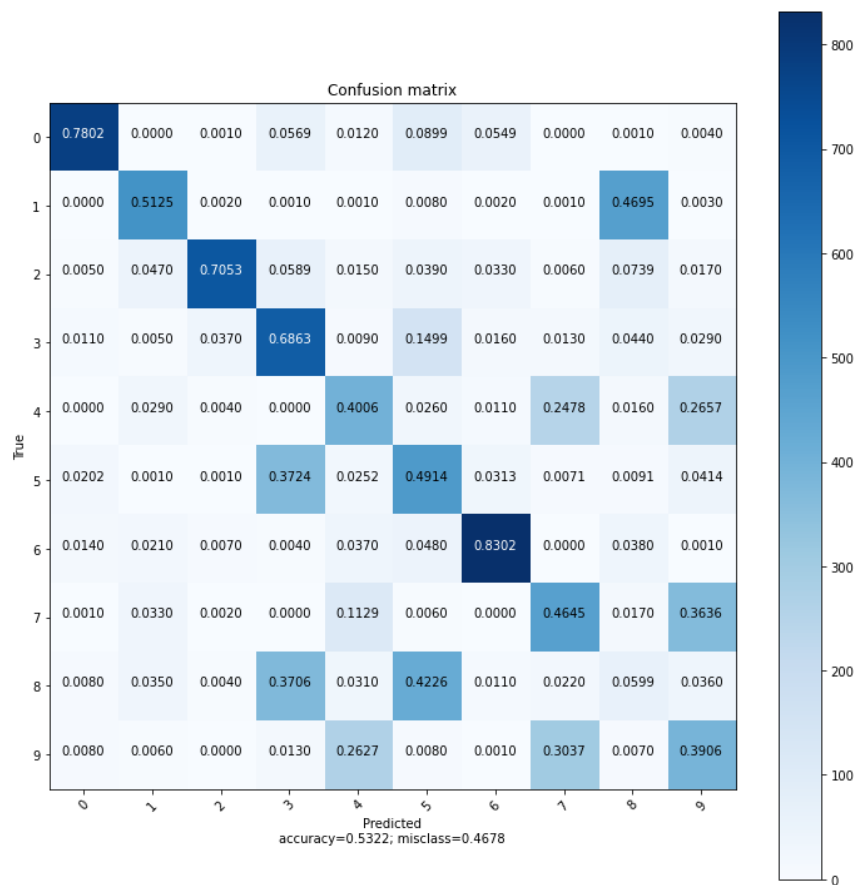 Confusion matrix
0 0.7802 0.0000 0.0010 0.0569 0.0120 0.0899 0.0549 0.0000 0.0010 0.0040
1 0.0000 0.5125 0.0020 0.0010 0.0010 0.0080 0.0020 0.0010 0.4695 0.0030
2 0.0050 0.0470 0.7053 0.0589 0.0150 0.0390 0.0330 0.0060 0.0739 0.0170
3 0.0110 0.0050 0.0370 0.6863 0.0090 0.1499 0.0160 0.0130 0.0440 0.0290
4 0.0000 0.0290 0.0040 0.0000 0.4006 0.0260 0.0110 0.2478 0.0160 0.2657
True
5 0.0202 0.0010 0.0010 0.3724 0.0252 0.4914 0.0313 0.0071 0.0091 0.0414
6 0.0140 0.0210 0.0070 0.0040 0.0370 0.0480 0.8302 0.0000 0.0380 0.0010
7 0.0010 0.0330 0.0020 0.0000 0.1129 0.0060 0.0000 0.4645 0.0170 0.3636
8 0.0080 0.0350 0.0040 0.3706 0.0310 0.4226 0.0110 0.0220 0.0599 0.0360
9 0.0080 0.0060 0.0000 0.0130 0.2627 0.0080 0.0010 0.3037 0.0070 0.3906
0 1 2 3 4 5 6 7 8 9
Predicted
accuracy=0.5322; misclass=0.4678
800
700
600
500
400
300
200
100
0